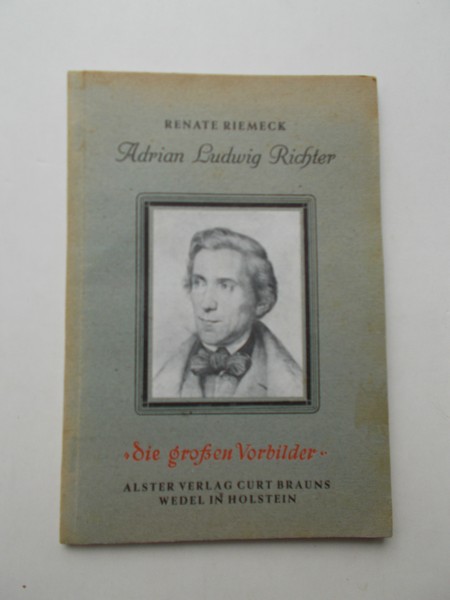 RENATE RIEMECK
Adrian Ludwig Richter
die großen Vorbilder
ALSTER VERLAG CURT BRAUNS
WEDEL IN HOLSTEIN